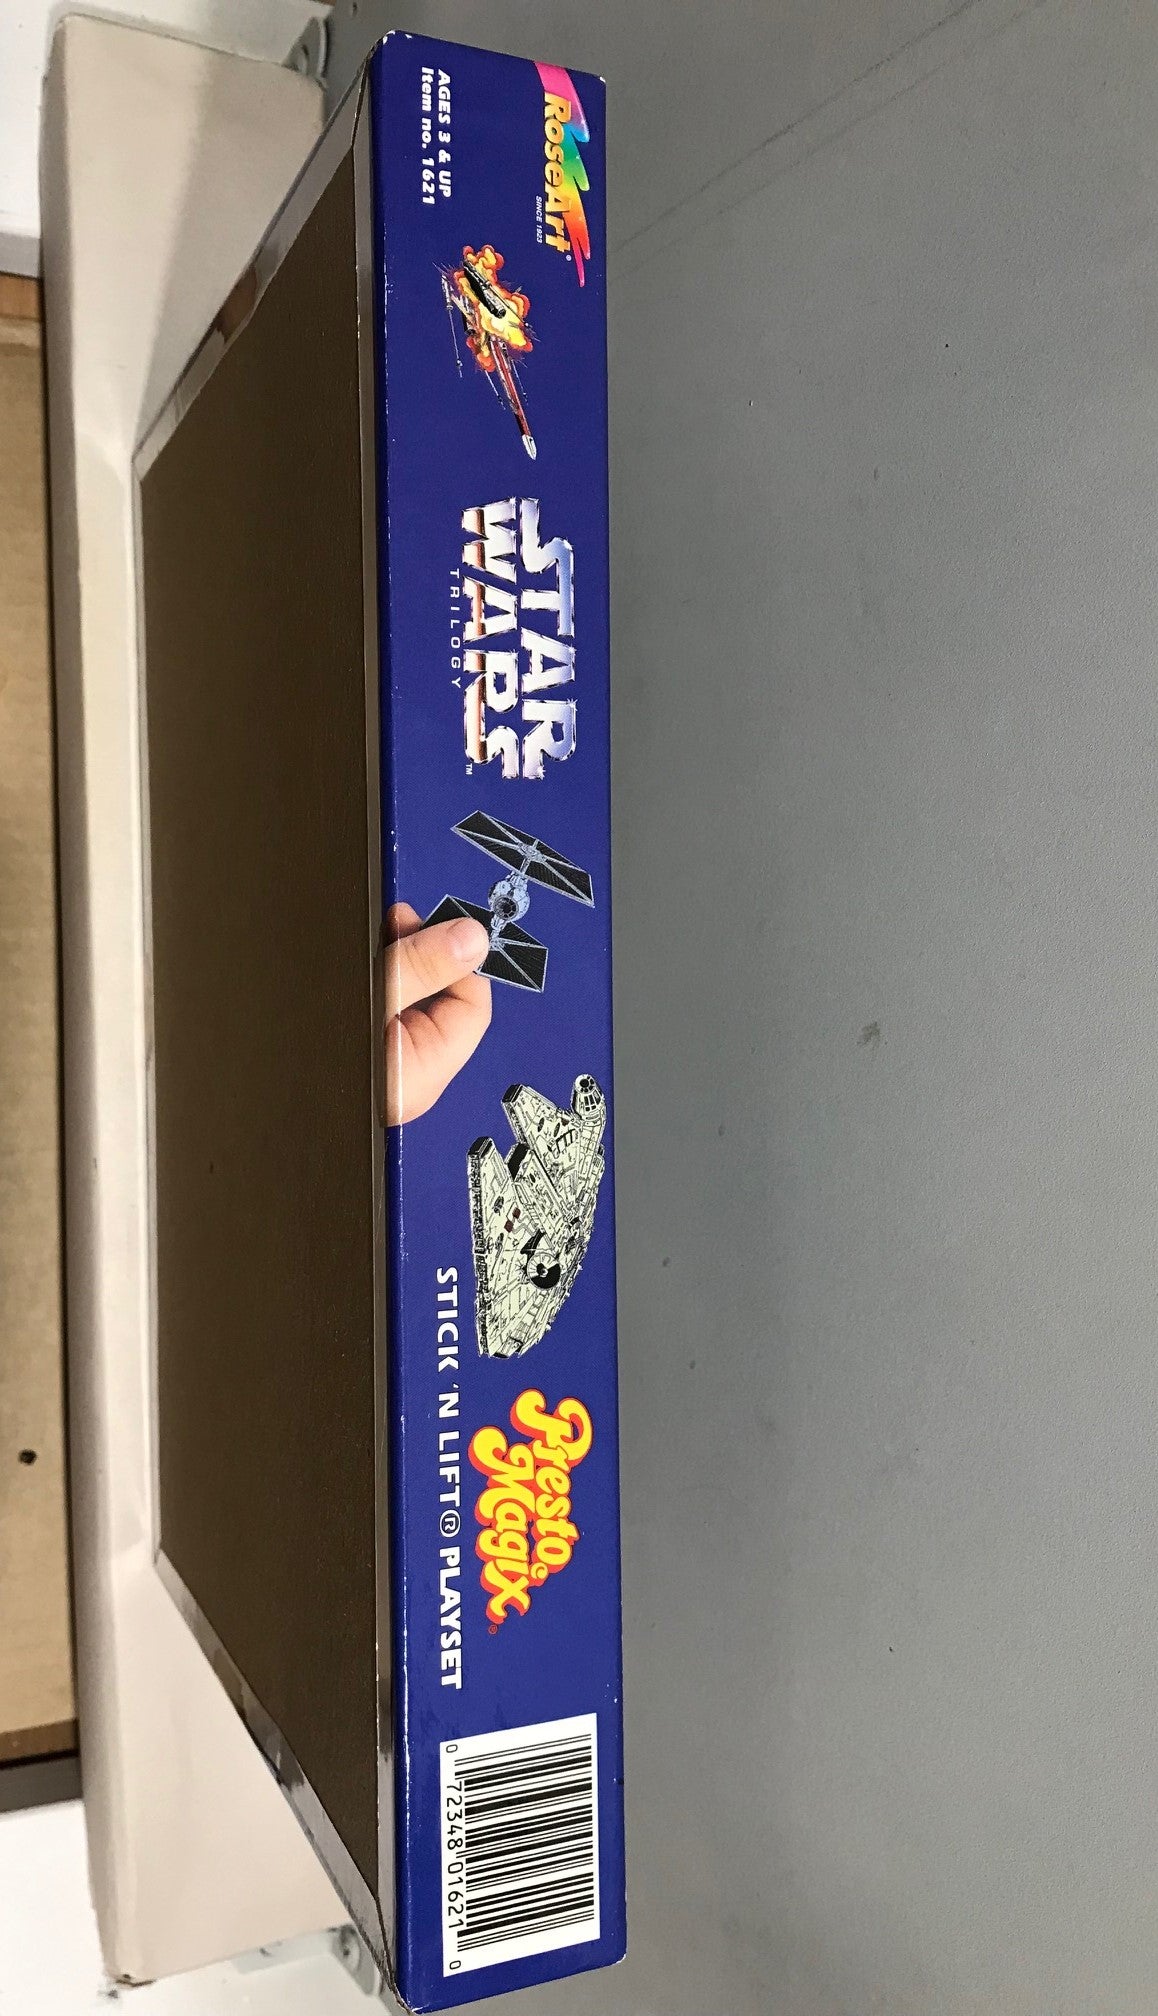 RoseArt®
SINCE 1923
AGES 3 & UP
Item no. 1621
STAR
WARS
TRILOGY
TM
Presto
Magix®
STICK 'N LIFT® PLAYSET
0 72348 01621 0